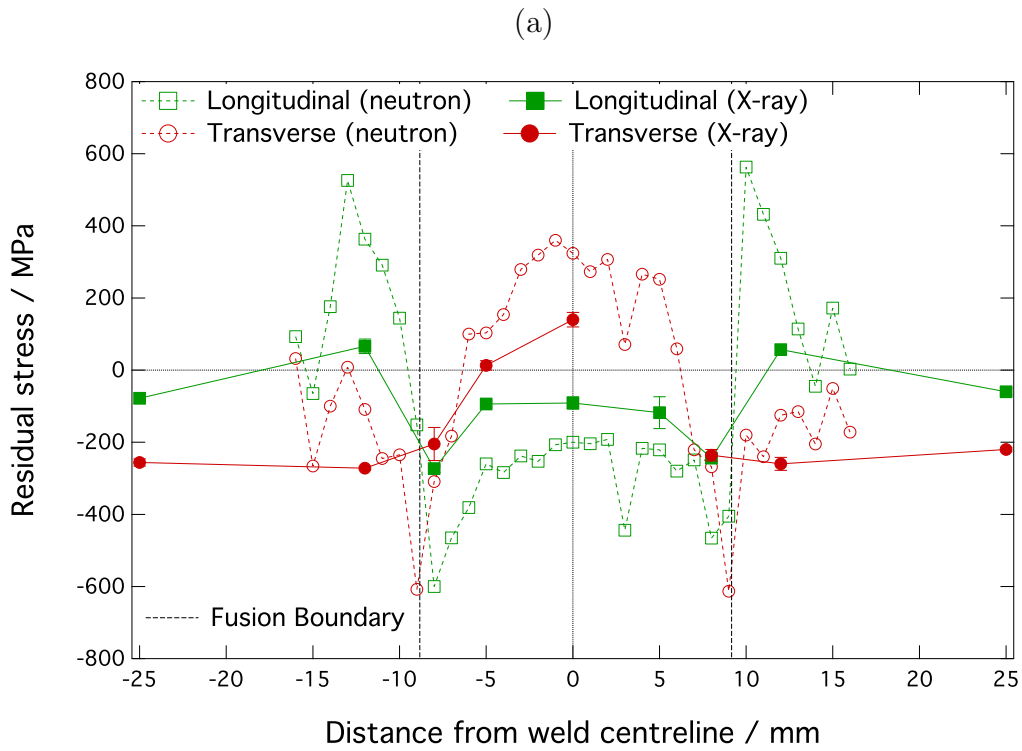 (a)
Longitudinal (neutron)
Longitudinal (X-ray)
Transverse (neutron)
Transverse (X-ray)
800
600
400
200
0
-200
-400
-600
-800
Residual stress / MPa
Fusion Boundary
-25 -20 -15 -10 -5 0 5 10 15 20 25
Distance from weld centreline / mm